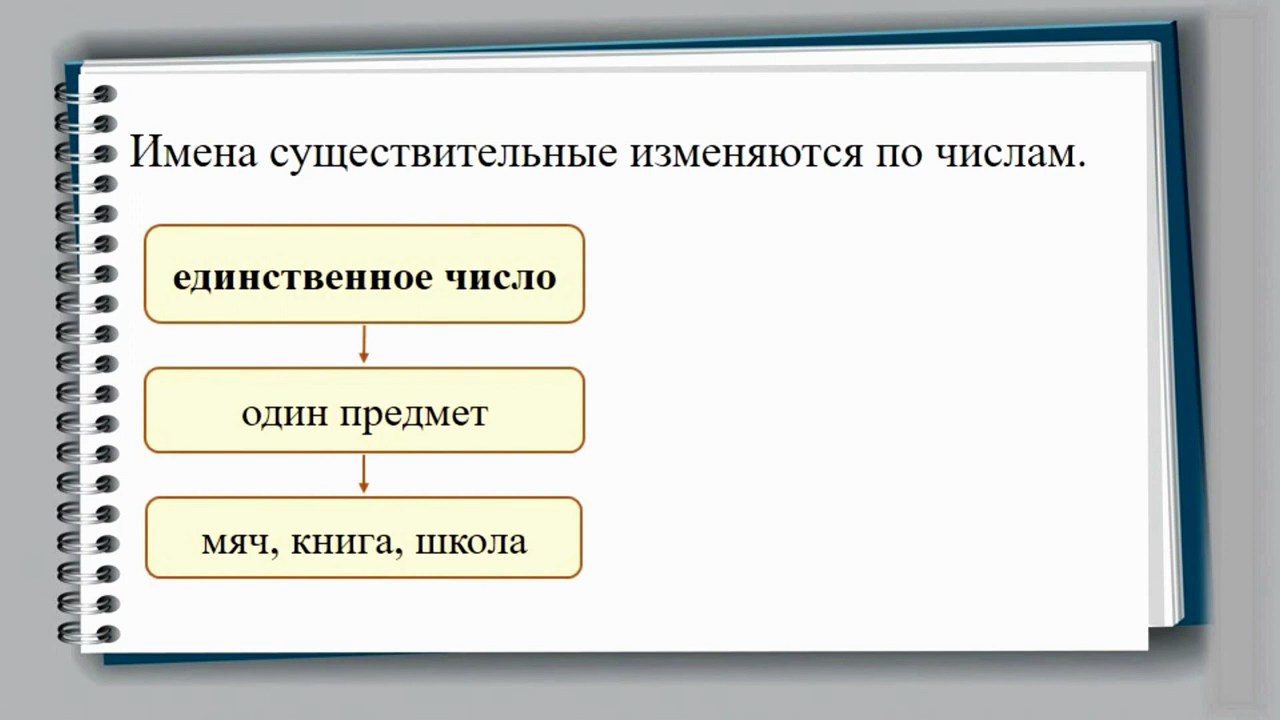 Имена существительные изменяются по числам.
единственное число
один предмет
мяч, книга, школа